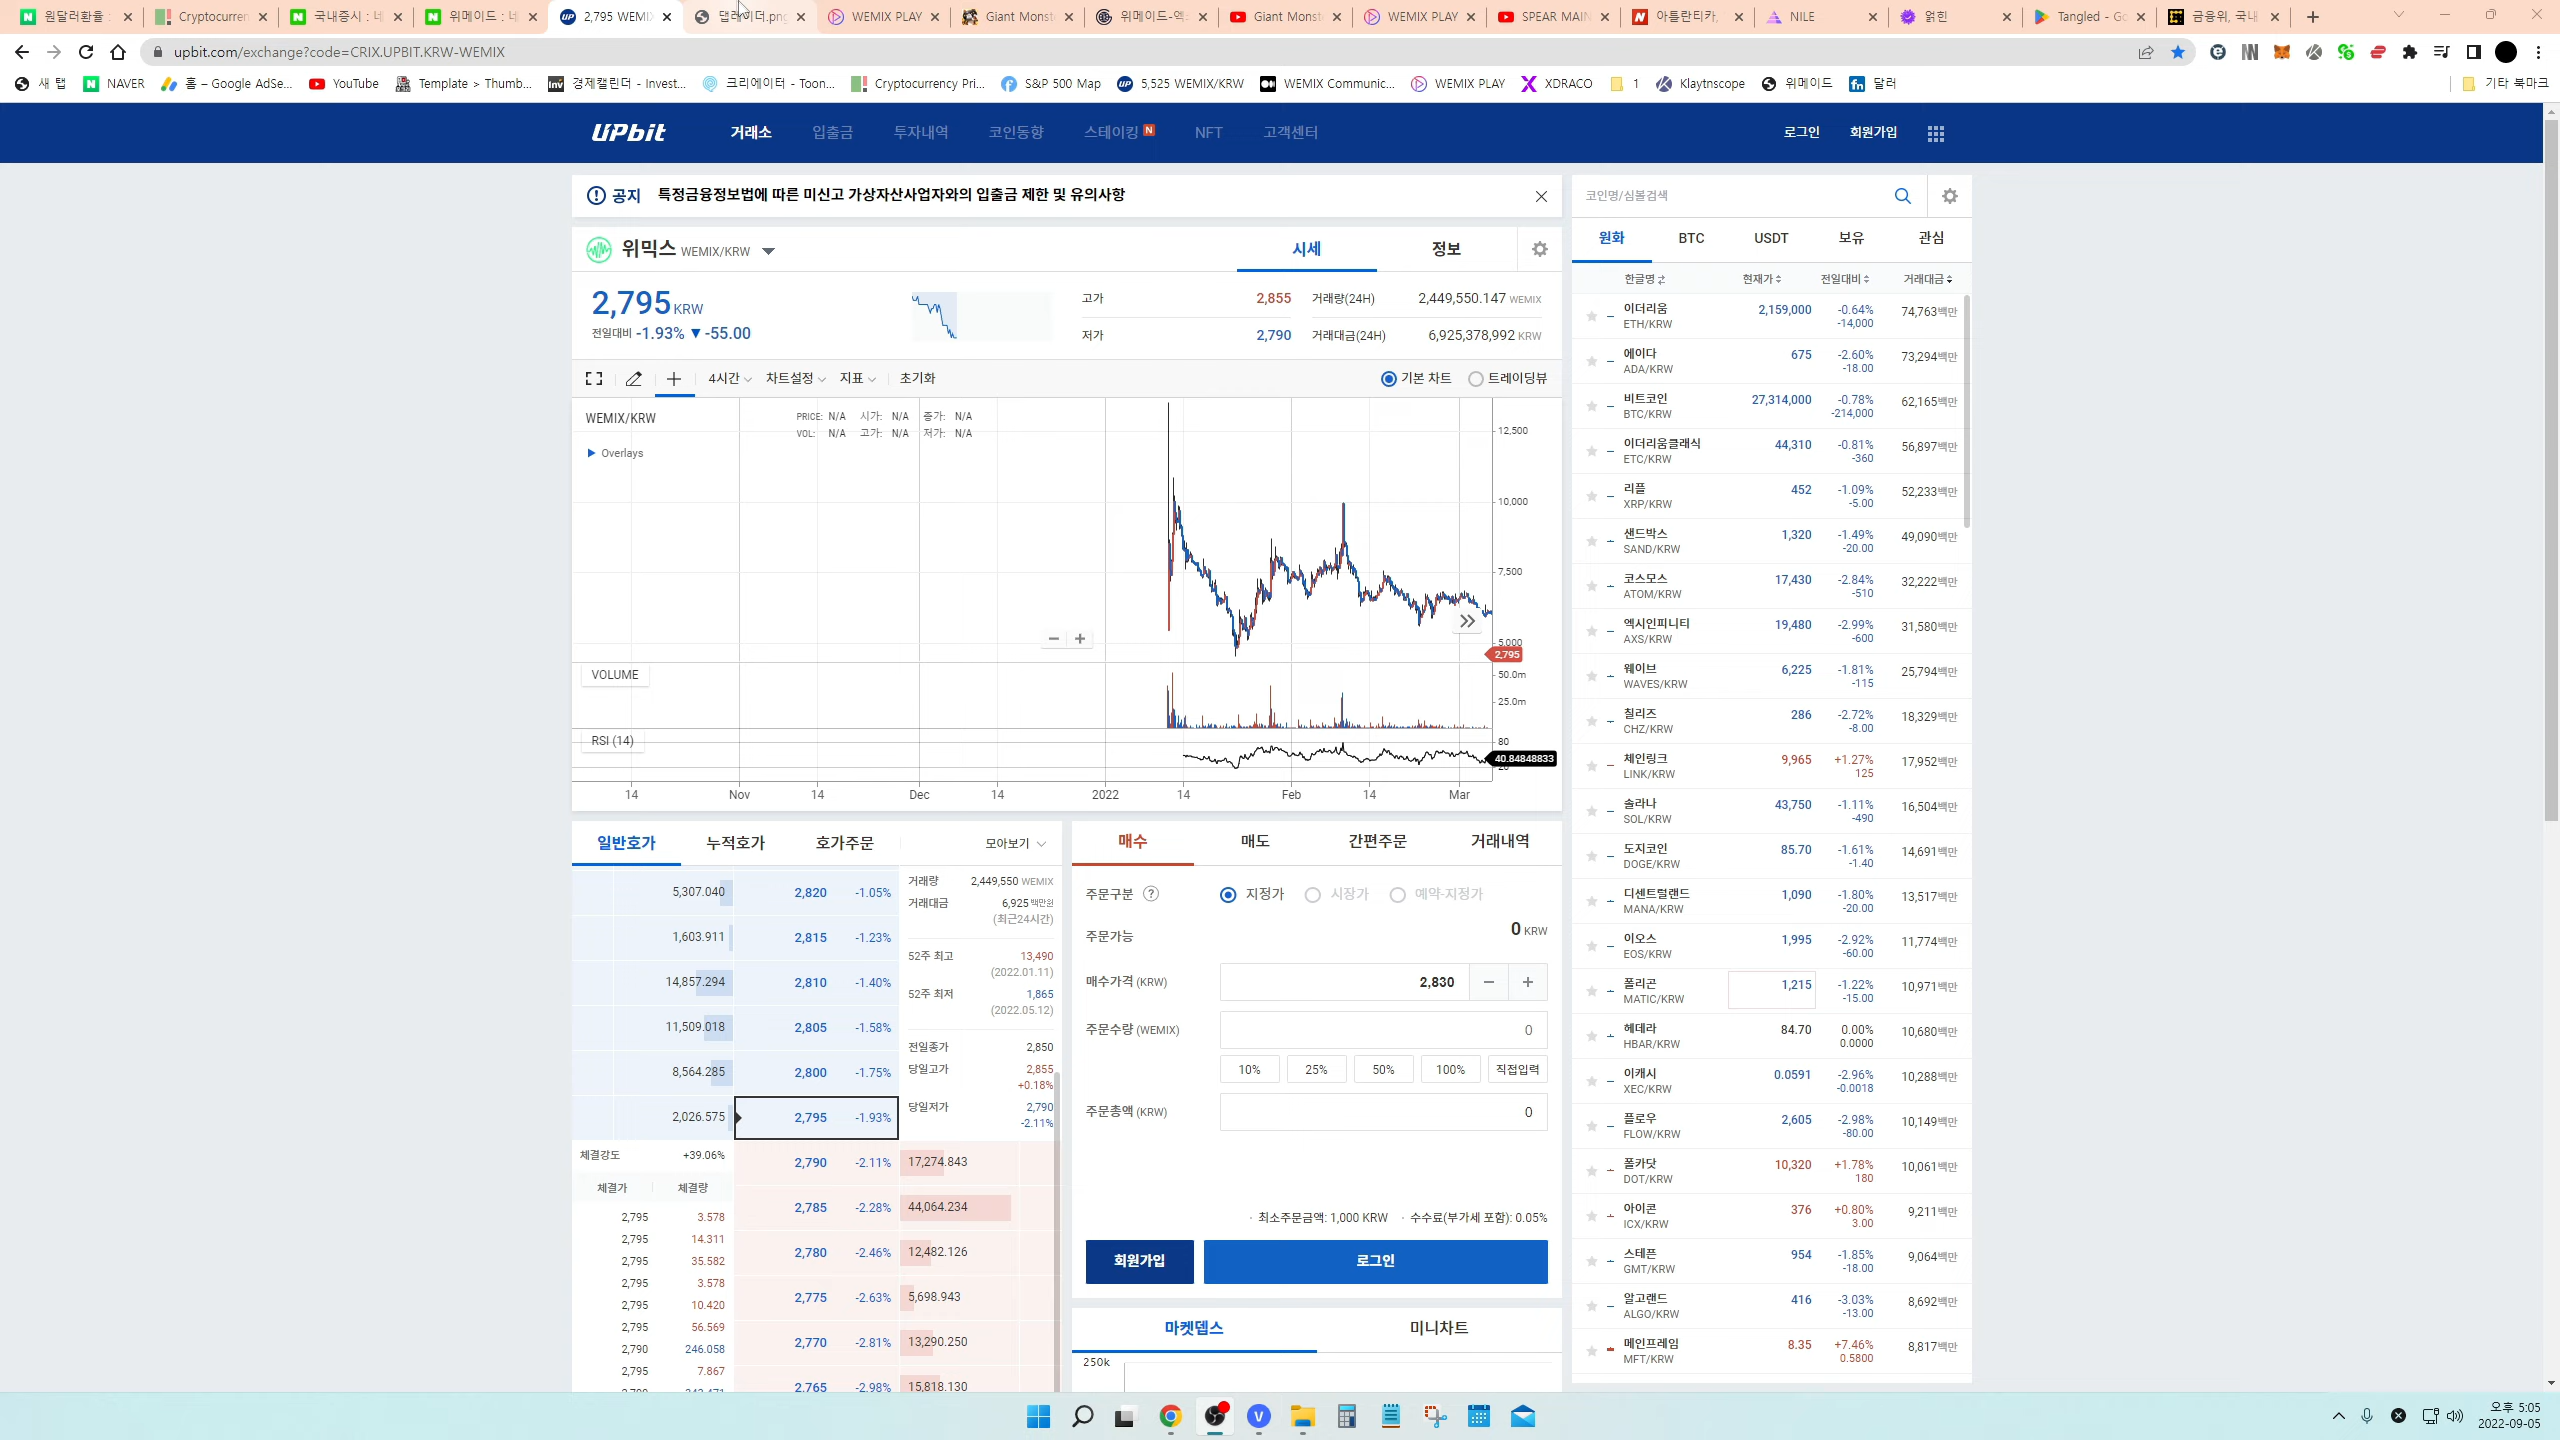 원달러환율 :
Cryptocurren
국내증시 : 네
위메이드 : 네
2,795 WEMI
댑레이더.png
WEMIX PLAY
Giant Monst
위메이드-엑
Giant Monst
WEMIX PLAY
SPEAR MAIN
아틀란티카,
NILE
얽힌
Tangled - Go
금융위, 국내
upbit.com/exchange?code=CRIX.UPBIT.KRW-WEMIX
새 탭
NAVER
홈 – Google AdSe...
YouTube
Template > Thumb...
경제캘린더 - Invest...
크리에이터 - Toon...
Cryptocurrency Pri...
S&P 500 Map
5,525 WEMIX/KRW
WEMIX Communic...
WEMIX PLAY
XDRACO
1
Klaytnscope
위메이드
달러
기타 북마크
UPbit
거래소
입출금
투자내역
코인동향
스테이킹 N
NFT
고객센터
로그인
회원가입
공지 특정금융정보법에 따른 미신고 가상자산사업자와의 입출금 제한 및 유의사항
위믹스 WEMIX/KRW
시세
정보
2,795 KRW
전일대비 -1.93% ▼ -55.00
고가 2,855
거래량(24H) 2,449,550.147 WEMIX
저가 2,790
거래대금(24H) 6,925,378,992 KRW
4시간
차트설정
지표
초기화
기본 차트
트레이딩뷰
WEMIX/KRW
PRICE: N/A 시가: N/A 종가: N/A
VOL: N/A 고가: N/A 저가: N/A
Overlays
12,500
10,000
7,500
5,000
2,795
VOLUME
50.0m
25.0m
RSI (14)
80
40.84848833
20
14
Nov
14
Dec
14
2022
14
Feb
14
Mar
일반호가
누적호가
호가주문
모아보기
5,307.040 2,820 -1.05%
1,603.911 2,815 -1.23%
14,857.294 2,810 -1.40%
11,509.018 2,805 -1.58%
8,564.285 2,800 -1.75%
2,026.575 2,795 -1.93%
거래량 2,449,550 WEMIX
거래대금 6,925 백만원
(최근24시간)
52주 최고 13,490
(2022.01.11)
52주 최저 1,865
(2022.05.12)
전일종가 2,850
당일고가 2,855
+0.18%
당일저가 2,790
-2.11%
체결강도 +39.06%
체결가 체결량
2,795 3.578
2,795 14.311
2,795 35.582
2,795 3.578
2,795 10.420
2,795 56.569
2,790 246.058
2,795 7.867
2,790 -2.11% 17,274.843
2,785 -2.28% 44,064.234
2,780 -2.46% 12,482.126
2,775 -2.63% 5,698.943
2,770 -2.81% 13,290.250
2,765 -2.98% 15,818.130
매수
매도
간편주문
거래내역
주문구분 ?
지정가
시장가
예약-지정가
주문가능 0 KRW
매수가격 (KRW) 2,830 − +
주문수량 (WEMIX) 0
10% 25% 50% 100% 직접입력
주문총액 (KRW) 0
· 최소주문금액: 1,000 KRW · 수수료(부가세 포함): 0.05%
회원가입
로그인
마켓뎁스
미니차트
250k
코인명/심볼검색
원화
BTC
USDT
보유
관심
한글명 현재가 전일대비 거래대금
이더리움 2,159,000 -0.64% 74,763백만
ETH/KRW -14,000
에이다 675 -2.60% 73,294백만
ADA/KRW -18.00
비트코인 27,314,000 -0.78% 62,165백만
BTC/KRW -214,000
이더리움클래식 44,310 -0.81% 56,897백만
ETC/KRW -360
리플 452 -1.09% 52,233백만
XRP/KRW -5.00
샌드박스 1,320 -1.49% 49,090백만
SAND/KRW -20.00
코스모스 17,430 -2.84% 32,222백만
ATOM/KRW -510
엑시인피니티 19,480 -2.99% 31,580백만
AXS/KRW -600
웨이브 6,225 -1.81% 25,794백만
WAVES/KRW -115
칠리즈 286 -2.72% 18,329백만
CHZ/KRW -8.00
체인링크 9,965 +1.27% 17,952백만
LINK/KRW 125
솔라나 43,750 -1.11% 16,504백만
SOL/KRW -490
도지코인 85.70 -1.61% 14,691백만
DOGE/KRW -1.40
디센트럴랜드 1,090 -1.80% 13,517백만
MANA/KRW -20.00
이오스 1,995 -2.92% 11,774백만
EOS/KRW -60.00
폴리곤 1,215 -1.22% 10,971백만
MATIC/KRW -15.00
헤데라 84.70 0.00% 10,680백만
HBAR/KRW 0.0000
이캐시 0.0591 -2.96% 10,288백만
XEC/KRW -0.0018
플로우 2,605 -2.98% 10,149백만
FLOW/KRW -80.00
폴카닷 10,320 +1.78% 10,061백만
DOT/KRW 180
아이콘 376 +0.80% 9,211백만
ICX/KRW 3.00
스테픈 954 -1.85% 9,064백만
GMT/KRW -18.00
알고랜드 416 -3.03% 8,692백만
ALGO/KRW -13.00
메인프레임 8.35 +7.46% 8,817백만
MFT/KRW 0.5800
오후 5:05
2022-09-05